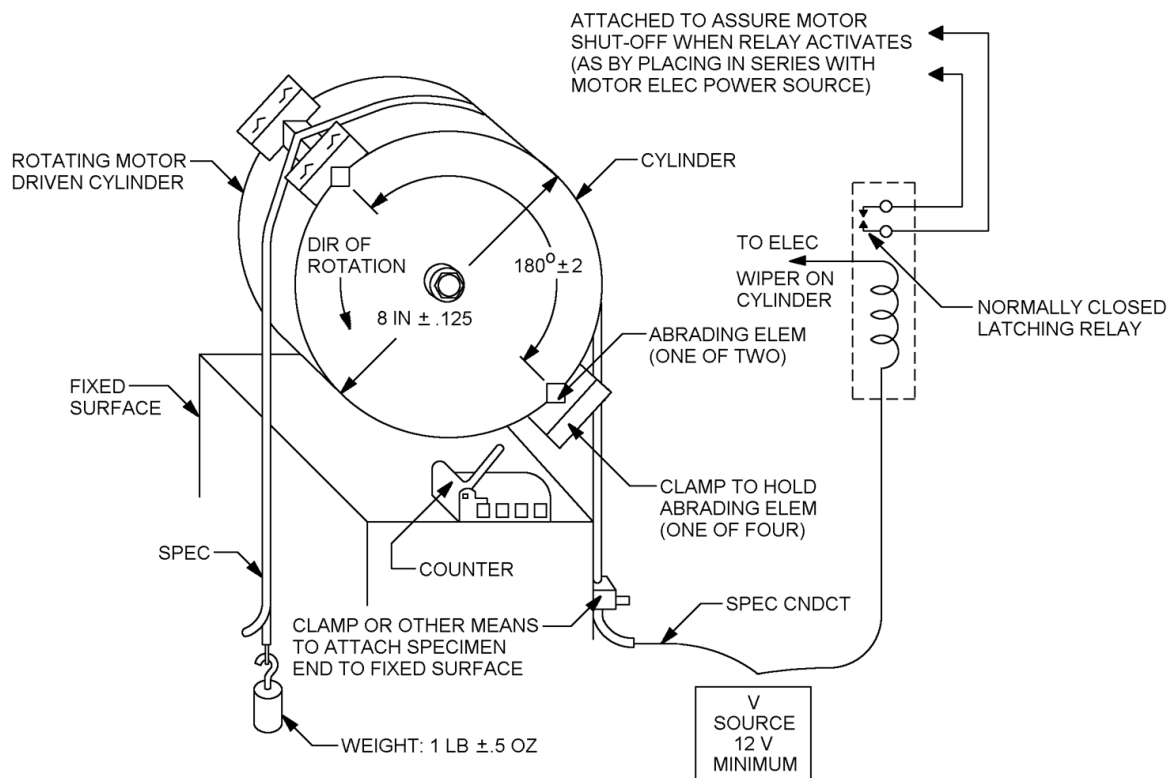 ATTACHED TO ASSURE MOTOR
SHUT-OFF WHEN RELAY ACTIVATES
(AS BY PLACING IN SERIES WITH
MOTOR ELEC POWER SOURCE)
ROTATING MOTOR
DRIVEN CYLINDER
CYLINDER
DIR OF
ROTATION
180° ± 2
8 IN ± .125
TO ELEC
WIPER ON
CYLINDER
NORMALLY CLOSED
LATCHING RELAY
ABRADING ELEM
(ONE OF TWO)
FIXED
SURFACE
CLAMP TO HOLD
ABRADING ELEM
(ONE OF FOUR)
SPEC
COUNTER
CLAMP OR OTHER MEANS
TO ATTACH SPECIMEN
END TO FIXED SURFACE
SPEC CNDCT
WEIGHT: 1 LB ±.5 OZ
V
SOURCE
12 V
MINIMUM